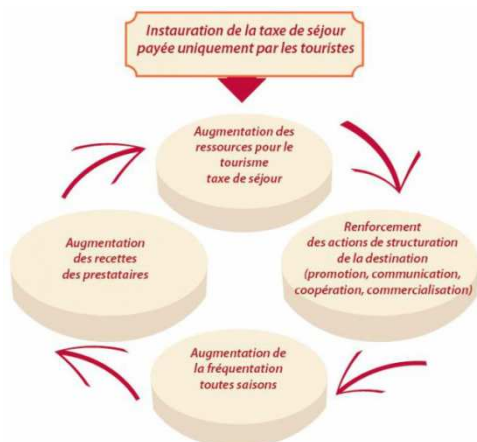 Instauration de la taxe de séjour
payée uniquement par les touristes
Augmentation des
ressources pour le
tourisme
taxe de séjour
Renforcement
des actions de structuration
de la destination
(promotion, communication,
coopération, commercialisation)
Augmentation de
la fréquentation
toutes saisons
Augmentation
des recettes
des prestataires